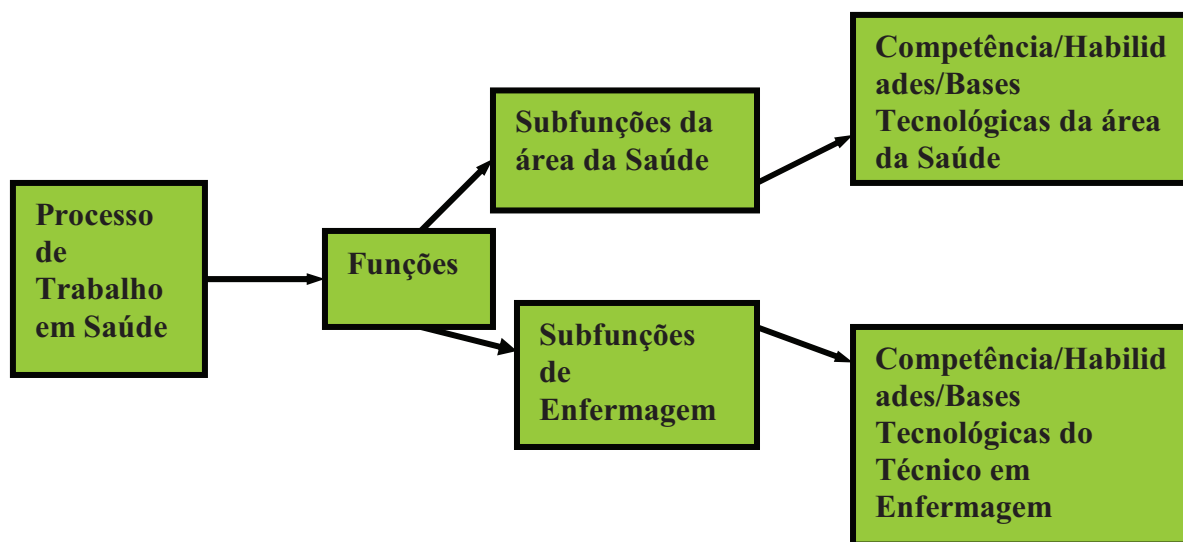 Processo
de
Trabalho
em Saúde
Funções
Subfunções da
área da Saúde
Competência/Habilid
ades/Bases
Tecnológicas da área
da Saúde
Subfunções
de
Enfermagem
Competência/Habilid
ades/Bases
Tecnológicas do
Técnico em
Enfermagem